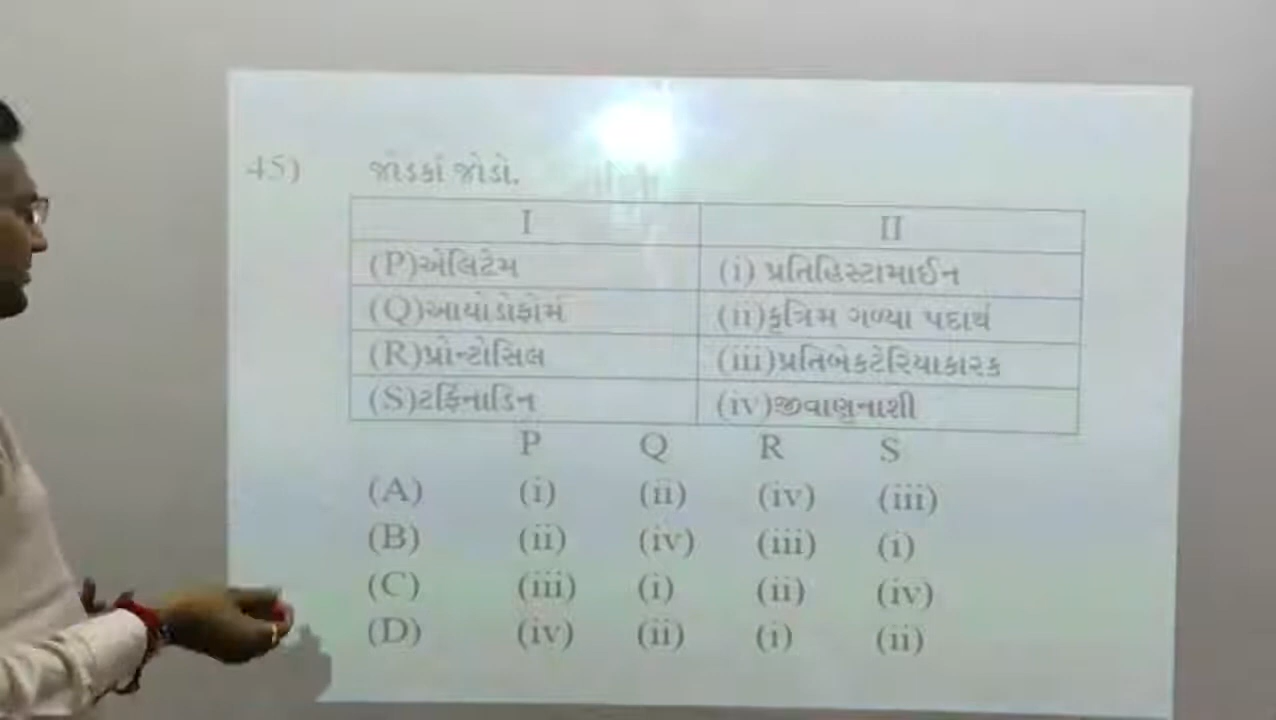 45) જોડકાં જોડો.
I II
(P)એલિટેમ (i) પ્રતિહિસ્ટામાઈન
(Q)આયોડોફોર્મ (ii)કૃત્રિમ ગળ્યા પદાર્થ
(R)પ્રોન્ટોસિલ (iii)પ્રતિબેકટેરિયાકારક
(S)ટર્ફિનાડિન (iv)જીવાણુનાશી
P Q R S
(A) (i) (ii) (iv) (iii)
(B) (ii) (iv) (iii) (i)
(C) (iii) (i) (ii) (iv)
(D) (iv) (ii) (i) (ii)